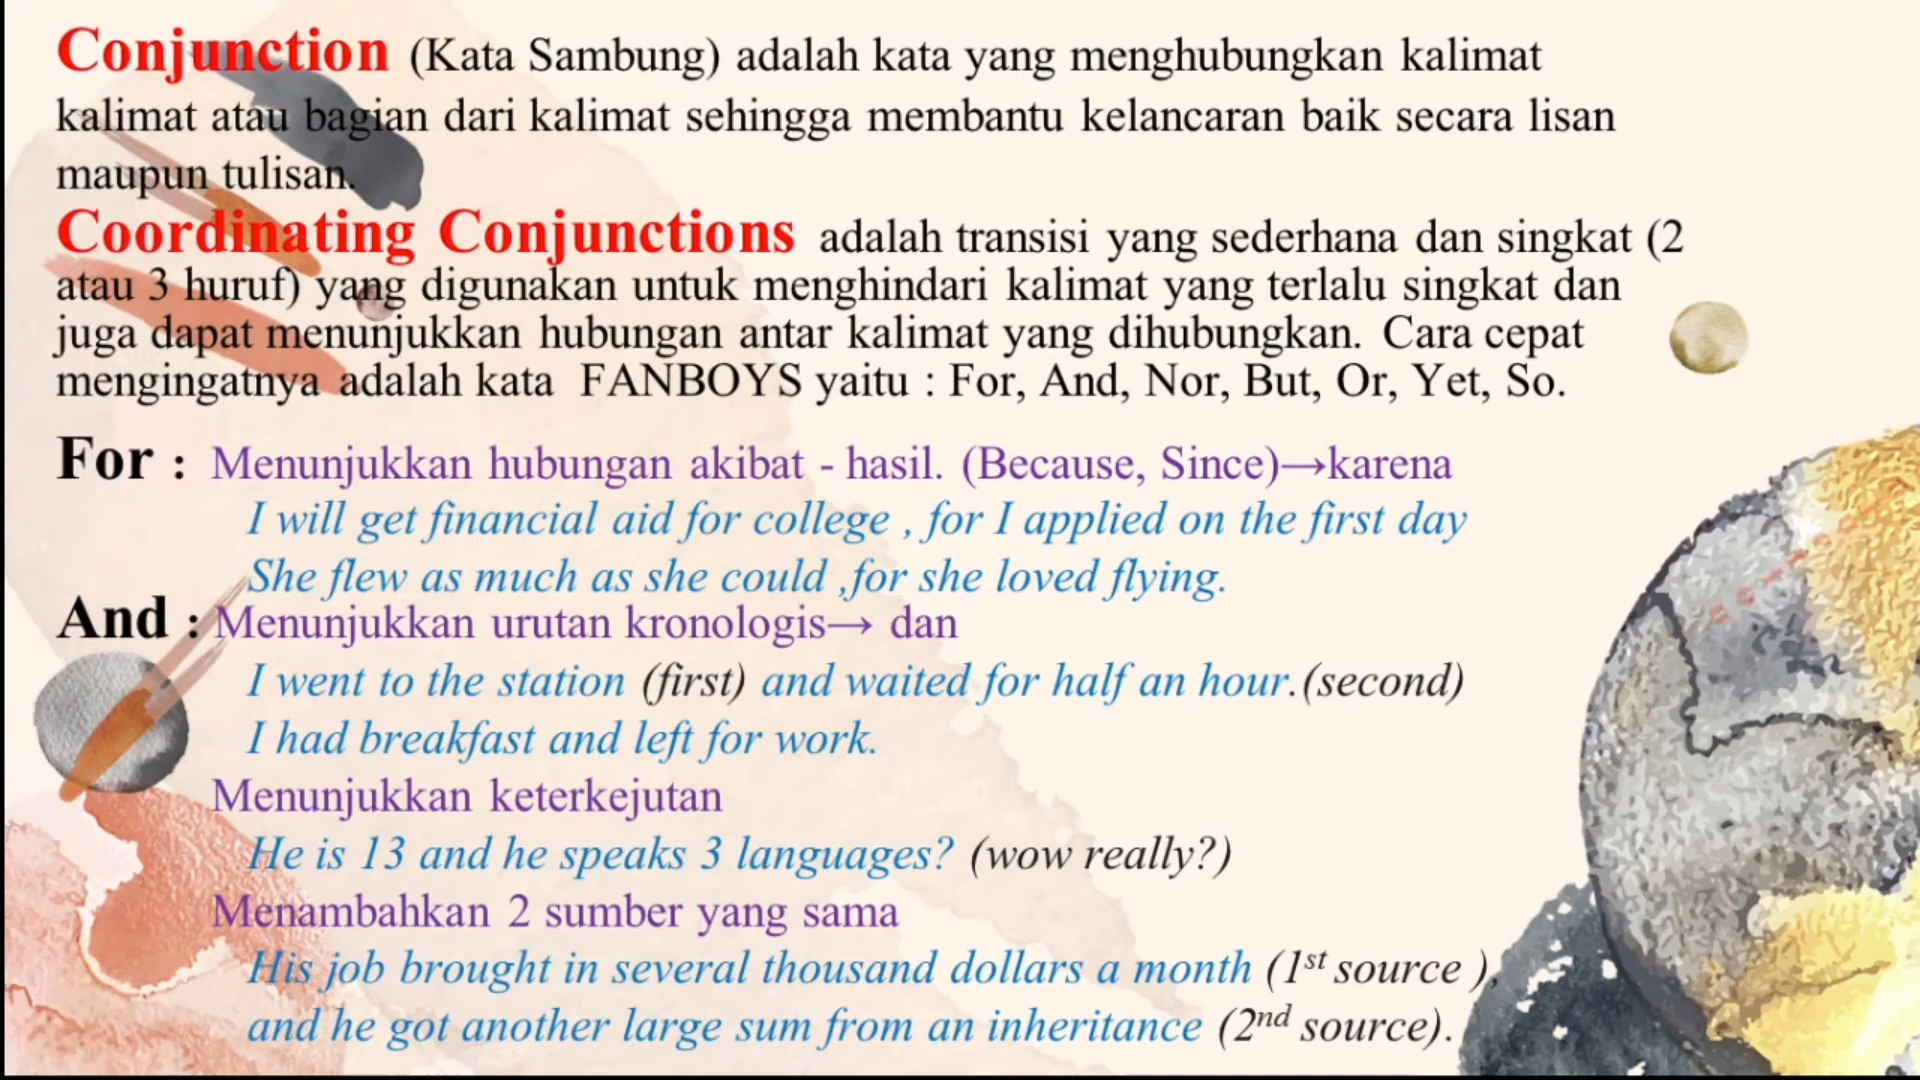 Conjunction (Kata Sambung) adalah kata yang menghubungkan kalimat
kalimat atau bagian dari kalimat sehingga membantu kelancaran baik secara lisan
maupun tulisan.
Coordinating Conjunctions adalah transisi yang sederhana dan singkat (2
atau 3 huruf) yang digunakan untuk menghindari kalimat yang terlalu singkat dan
juga dapat menunjukkan hubungan antar kalimat yang dihubungkan. Cara cepat
mengingatnya adalah kata FANBOYS yaitu : For, And, Nor, But, Or, Yet, So.
For : Menunjukkan hubungan akibat - hasil. (Because, Since)→karena
I will get financial aid for college , for I applied on the first day
She flew as much as she could ,for she loved flying.
And : Menunjukkan urutan kronologis→ dan
I went to the station (first) and waited for half an hour.(second)
I had breakfast and left for work.
Menunjukkan keterkejutan
He is 13 and he speaks 3 languages? (wow really?)
Menambahkan 2 sumber yang sama
His job brought in several thousand dollars a month (1st source ),
and he got another large sum from an inheritance (2nd source).